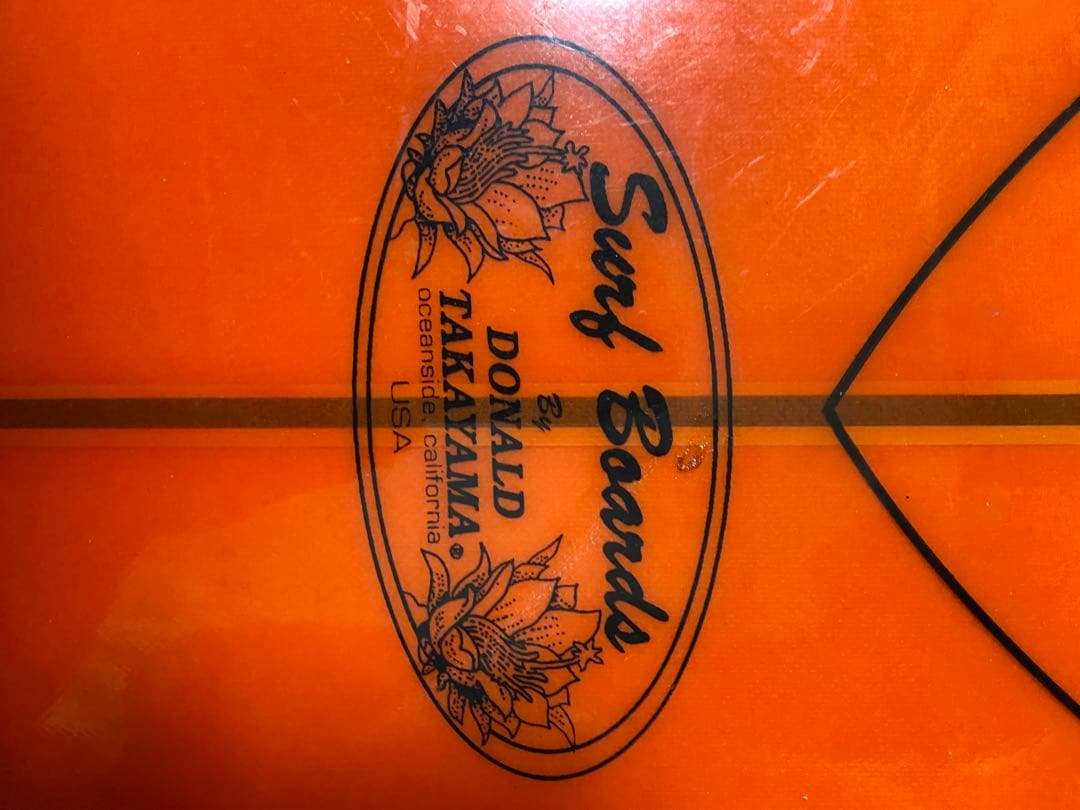 Surf Boards
By
DONALD
TAKAYAMA®
oceanside, california
USA